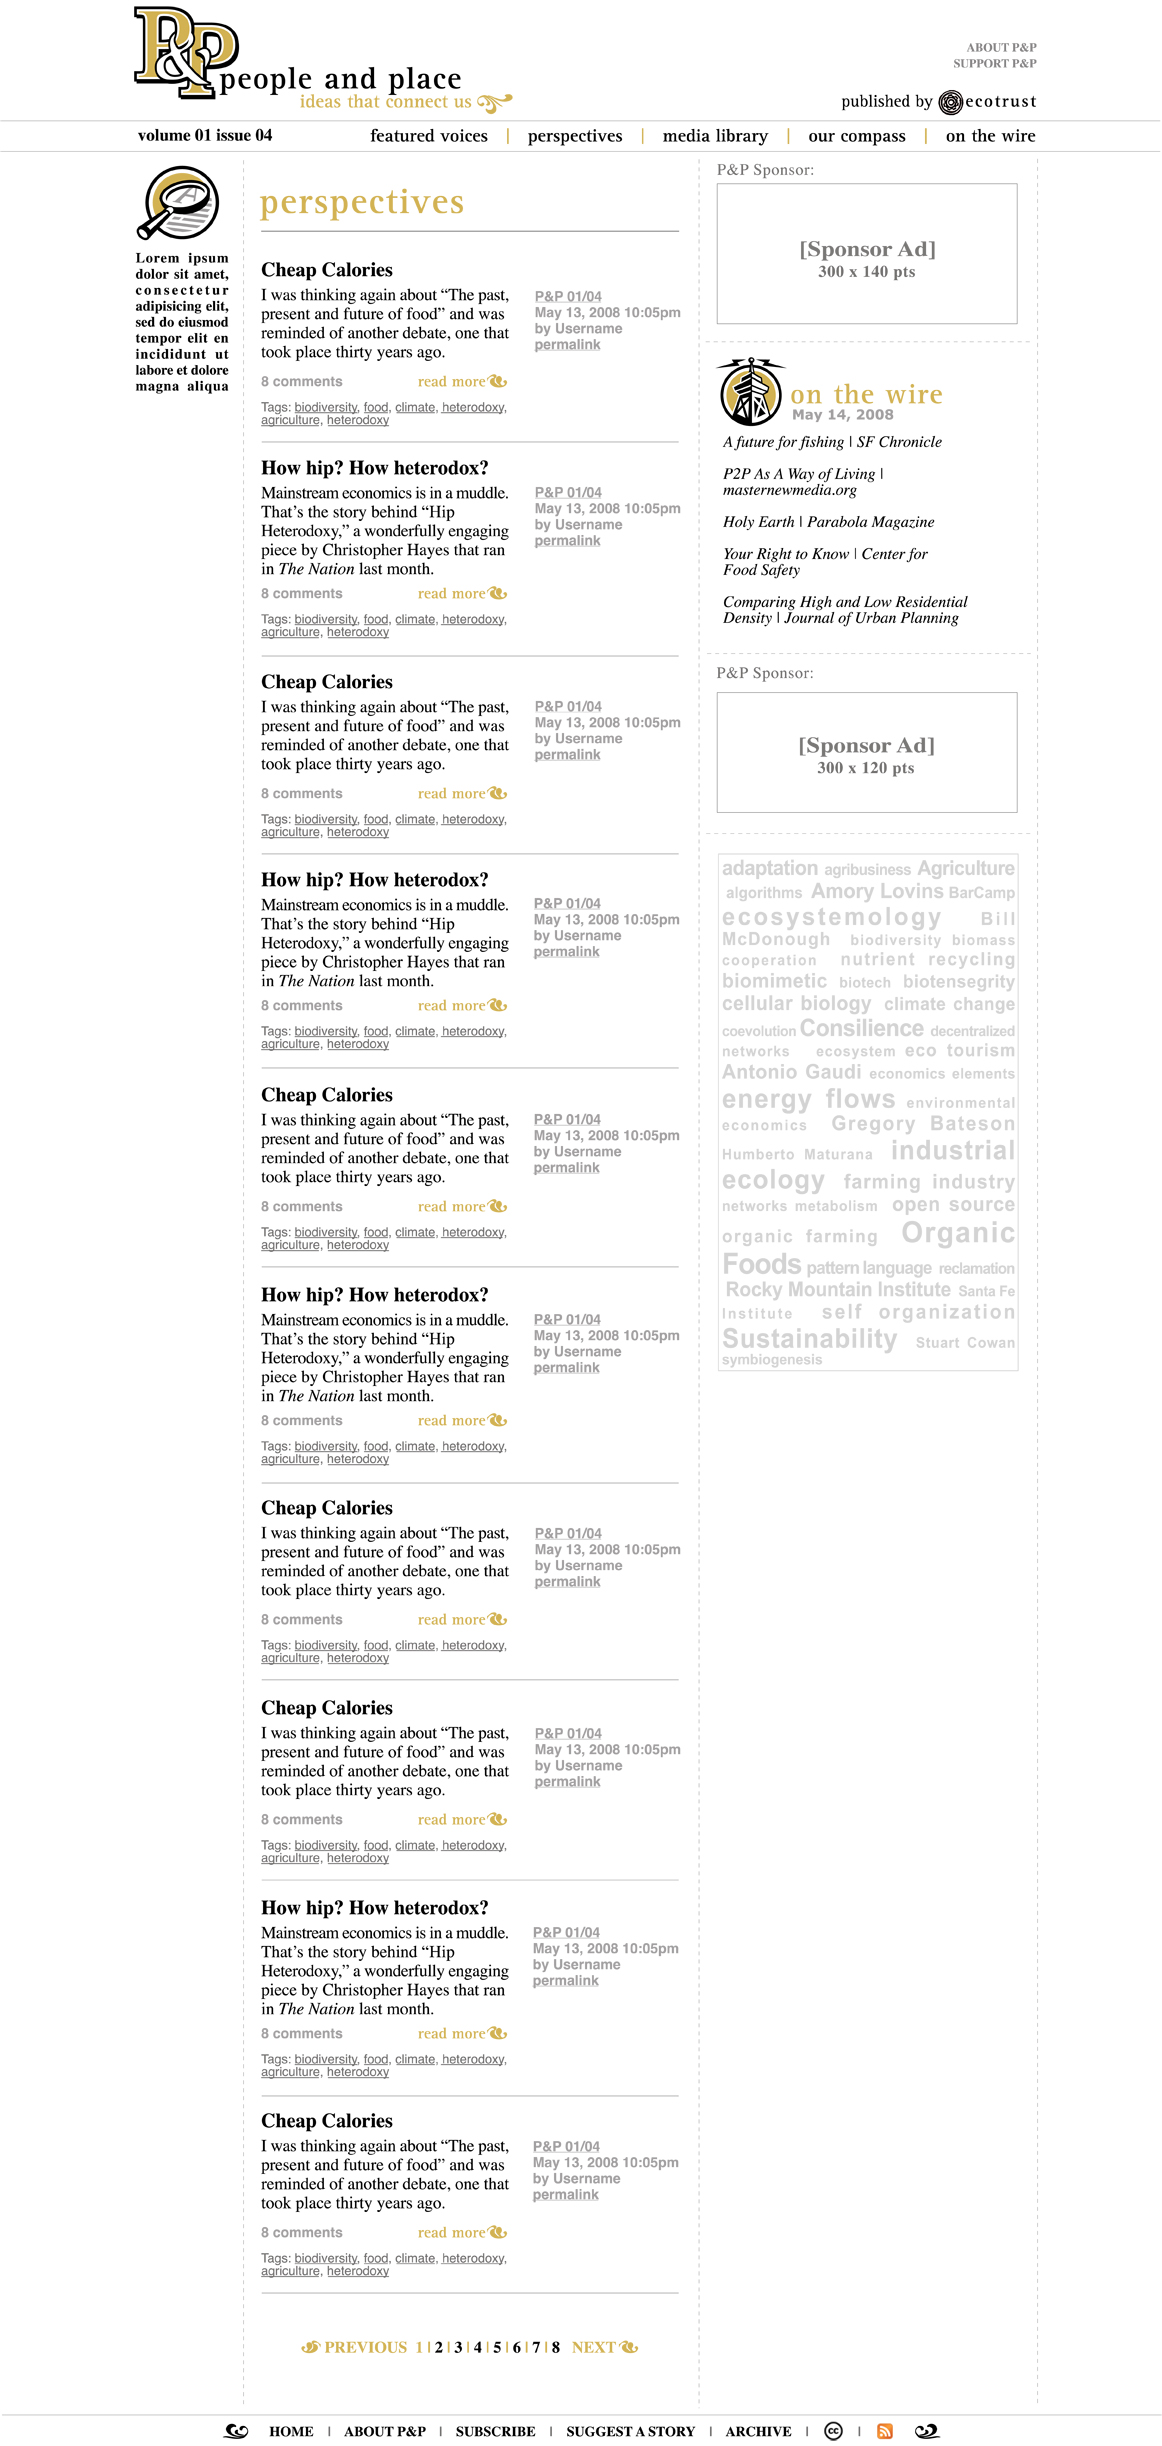 P&P people and place
ideas that connect us
ABOUT P&P
SUPPORT P&P
published by ecotrust
volume 01 issue 04
featured voices | perspectives | media library | our compass | on the wire
Lorem ipsum
dolor sit amet,
consectetur
adipisicing elit,
sed do eiusmod
tempor elit en
incididunt ut
labore et dolore
magna aliqua
perspectives
Cheap Calories
I was thinking again about “The past,
present and future of food” and was
reminded of another debate, one that
took place thirty years ago.
P&P 01/04
May 13, 2008 10:05pm
by Username
permalink
8 comments read more
Tags: biodiversity, food, climate, heterodoxy,
agriculture, heterodoxy
How hip? How heterodox?
Mainstream economics is in a muddle.
That’s the story behind “Hip
Heterodoxy,” a wonderfully engaging
piece by Christopher Hayes that ran
in The Nation last month.
P&P 01/04
May 13, 2008 10:05pm
by Username
permalink
8 comments read more
Tags: biodiversity, food, climate, heterodoxy,
agriculture, heterodoxy
Cheap Calories
I was thinking again about “The past,
present and future of food” and was
reminded of another debate, one that
took place thirty years ago.
P&P 01/04
May 13, 2008 10:05pm
by Username
permalink
8 comments read more
Tags: biodiversity, food, climate, heterodoxy,
agriculture, heterodoxy
How hip? How heterodox?
Mainstream economics is in a muddle.
That’s the story behind “Hip
Heterodoxy,” a wonderfully engaging
piece by Christopher Hayes that ran
in The Nation last month.
P&P 01/04
May 13, 2008 10:05pm
by Username
permalink
8 comments read more
Tags: biodiversity, food, climate, heterodoxy,
agriculture, heterodoxy
Cheap Calories
I was thinking again about “The past,
present and future of food” and was
reminded of another debate, one that
took place thirty years ago.
P&P 01/04
May 13, 2008 10:05pm
by Username
permalink
8 comments read more
Tags: biodiversity, food, climate, heterodoxy,
agriculture, heterodoxy
How hip? How heterodox?
Mainstream economics is in a muddle.
That’s the story behind “Hip
Heterodoxy,” a wonderfully engaging
piece by Christopher Hayes that ran
in The Nation last month.
P&P 01/04
May 13, 2008 10:05pm
by Username
permalink
8 comments read more
Tags: biodiversity, food, climate, heterodoxy,
agriculture, heterodoxy
Cheap Calories
I was thinking again about “The past,
present and future of food” and was
reminded of another debate, one that
took place thirty years ago.
P&P 01/04
May 13, 2008 10:05pm
by Username
permalink
8 comments read more
Tags: biodiversity, food, climate, heterodoxy,
agriculture, heterodoxy
Cheap Calories
I was thinking again about “The past,
present and future of food” and was
reminded of another debate, one that
took place thirty years ago.
P&P 01/04
May 13, 2008 10:05pm
by Username
permalink
8 comments read more
Tags: biodiversity, food, climate, heterodoxy,
agriculture, heterodoxy
How hip? How heterodox?
Mainstream economics is in a muddle.
That’s the story behind “Hip
Heterodoxy,” a wonderfully engaging
piece by Christopher Hayes that ran
in The Nation last month.
P&P 01/04
May 13, 2008 10:05pm
by Username
permalink
8 comments read more
Tags: biodiversity, food, climate, heterodoxy,
agriculture, heterodoxy
Cheap Calories
I was thinking again about “The past,
present and future of food” and was
reminded of another debate, one that
took place thirty years ago.
P&P 01/04
May 13, 2008 10:05pm
by Username
permalink
8 comments read more
Tags: biodiversity, food, climate, heterodoxy,
agriculture, heterodoxy
PREVIOUS 1 | 2 | 3 | 4 | 5 | 6 | 7 | 8 NEXT
P&P Sponsor:
[Sponsor Ad]
300 x 140 pts
on the wire
May 14, 2008
A future for fishing | SF Chronicle
P2P As A Way of Living |
masternewmedia.org
Holy Earth | Parabola Magazine
Your Right to Know | Center for
Food Safety
Comparing High and Low Residential
Density | Journal of Urban Planning
P&P Sponsor:
[Sponsor Ad]
300 x 120 pts
adaptation agribusiness Agriculture
algorithms Amory Lovins BarCamp
ecosystemology Bill
McDonough biodiversity biomass
cooperation nutrient recycling
biomimetic biotech biotensegrity
cellular biology climate change
coevolution Consilience decentralized
networks ecosystem eco tourism
Antonio Gaudi economics elements
energy flows environmental
economics Gregory Bateson
Humberto Maturana industrial
ecology farming industry
networks metabolism open source
organic farming Organic
Foods pattern language reclamation
Rocky Mountain Institute Santa Fe
Institute self organization
Sustainability Stuart Cowan
symbiogenesis
HOME | ABOUT P&P | SUBSCRIBE | SUGGEST A STORY | ARCHIVE | cc |